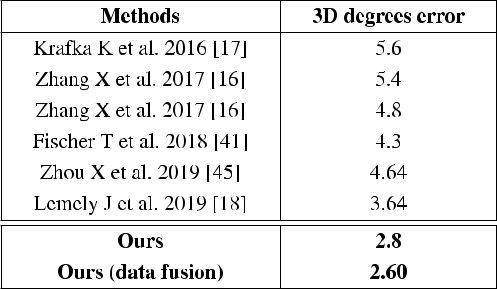 Methods 3D degrees error
Krafka K et al. 2016 [17] 5.6
Zhang X et al. 2017 [16] 5.4
Zhang X et al. 2017 [16] 4.8
Fischer T et al. 2018 [41] 4.3
Zhou X et al. 2019 [45] 4.64
Lemely J et al. 2019 [18] 3.64
Ours 2.8
Ours (data fusion) 2.60